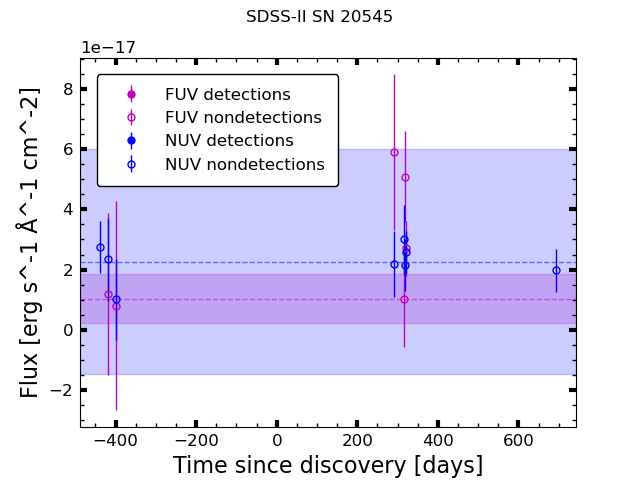 SDSS-II SN 20545
1e−17
FUV detections
FUV nondetections
NUV detections
NUV nondetections
8
6
4
2
0
−2
Flux [erg s^-1 Å^-1 cm^-2]
−400 −200 0 200 400 600
Time since discovery [days]